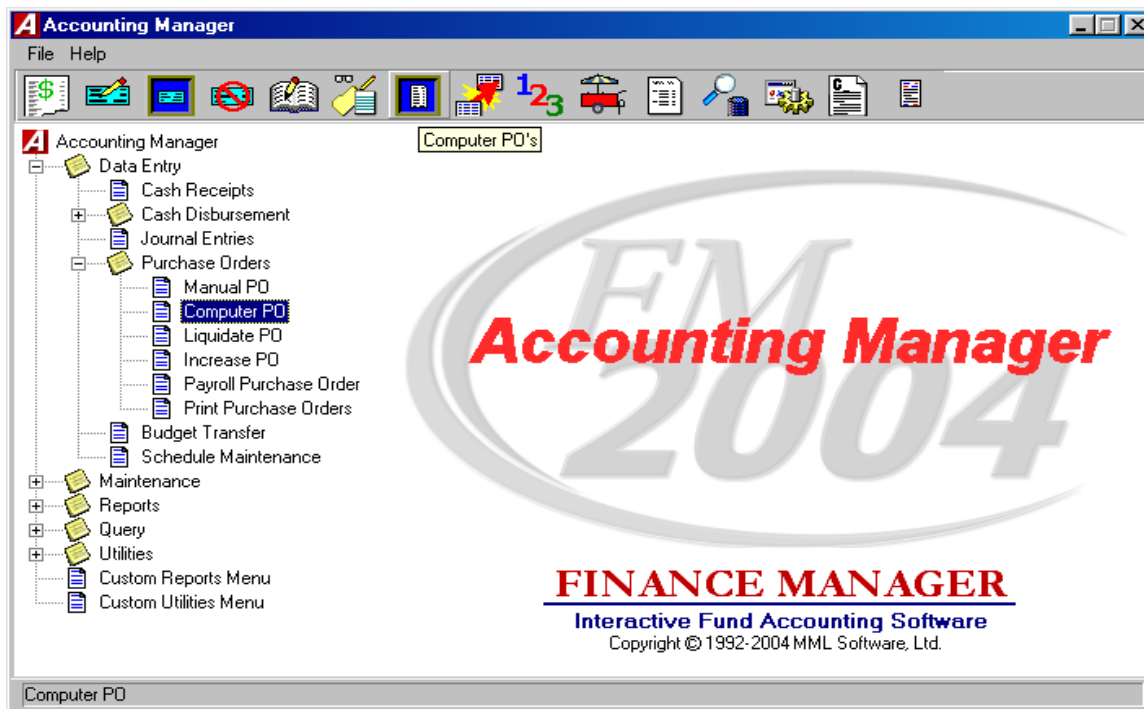 Accounting Manager
File Help
$ 1 2 3
Computer PO's
Accounting Manager
Data Entry
Cash Receipts
Cash Disbursement
Journal Entries
Purchase Orders
Manual PO
Computer PO
Liquidate PO
Increase PO
Payroll Purchase Order
Print Purchase Orders
Budget Transfer
Schedule Maintenance
Maintenance
Reports
Query
Utilities
Custom Reports Menu
Custom Utilities Menu
FM
Accounting Manager
2004
FINANCE MANAGER
Interactive Fund Accounting Software
Copyright © 1992-2004 MML Software, Ltd.
Computer PO